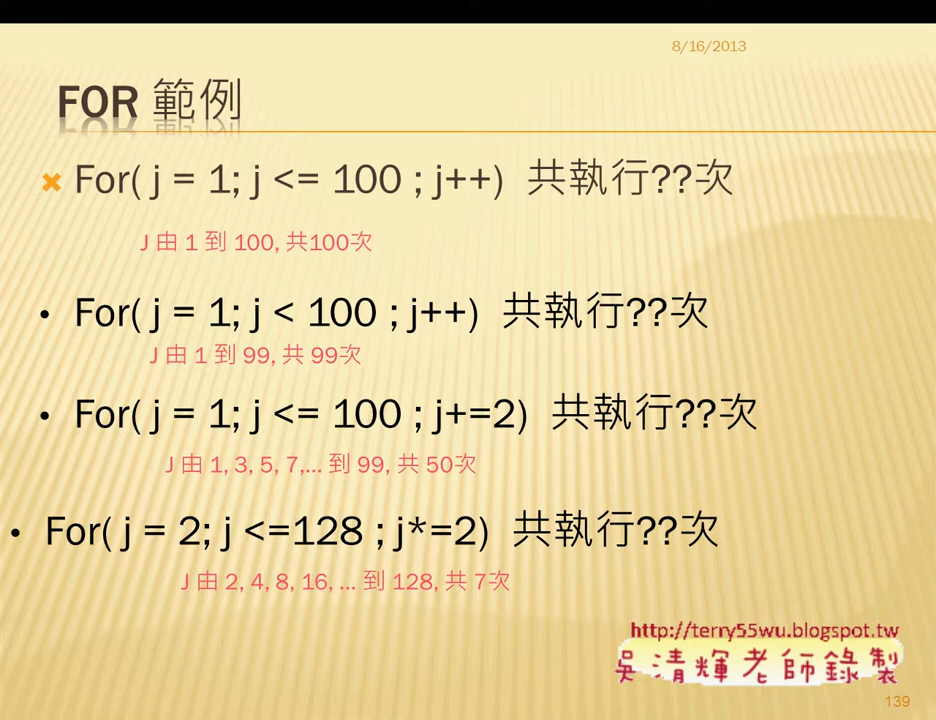 8/16/2013
FOR 範例
For( j = 1; j <= 100 ; j++) 共執行??次
J 由 1 到 100, 共100次
• For( j = 1; j < 100 ; j++) 共執行??次
J 由 1 到 99, 共 99次
• For( j = 1; j <= 100 ; j+=2) 共執行??次
J 由 1, 3, 5, 7,... 到 99, 共 50次
• For( j = 2; j <=128 ; j*=2) 共執行??次
J 由 2, 4, 8, 16, ... 到 128, 共 7次
http://terry55wu.blogspot.tw
吳清輝老師錄製
139